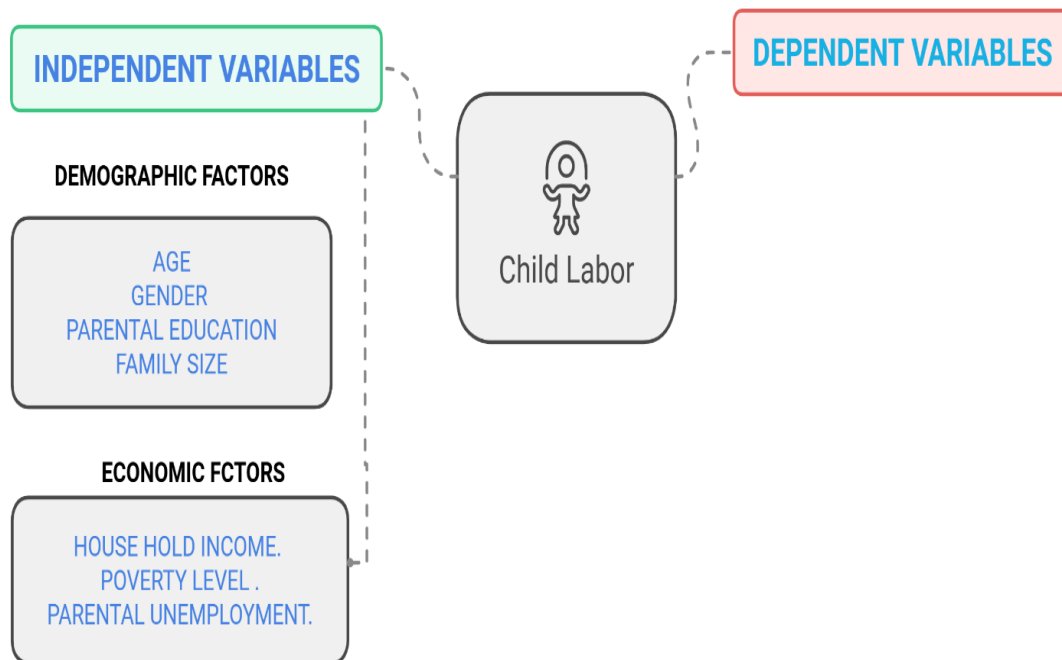 INDEPENDENT VARIABLES
DEPENDENT VARIABLES
Child Labor
DEMOGRAPHIC FACTORS
AGE
GENDER
PARENTAL EDUCATION
FAMILY SIZE
ECONOMIC FCTORS
HOUSE HOLD INCOME.
POVERTY LEVEL .
PARENTAL UNEMPLOYMENT.